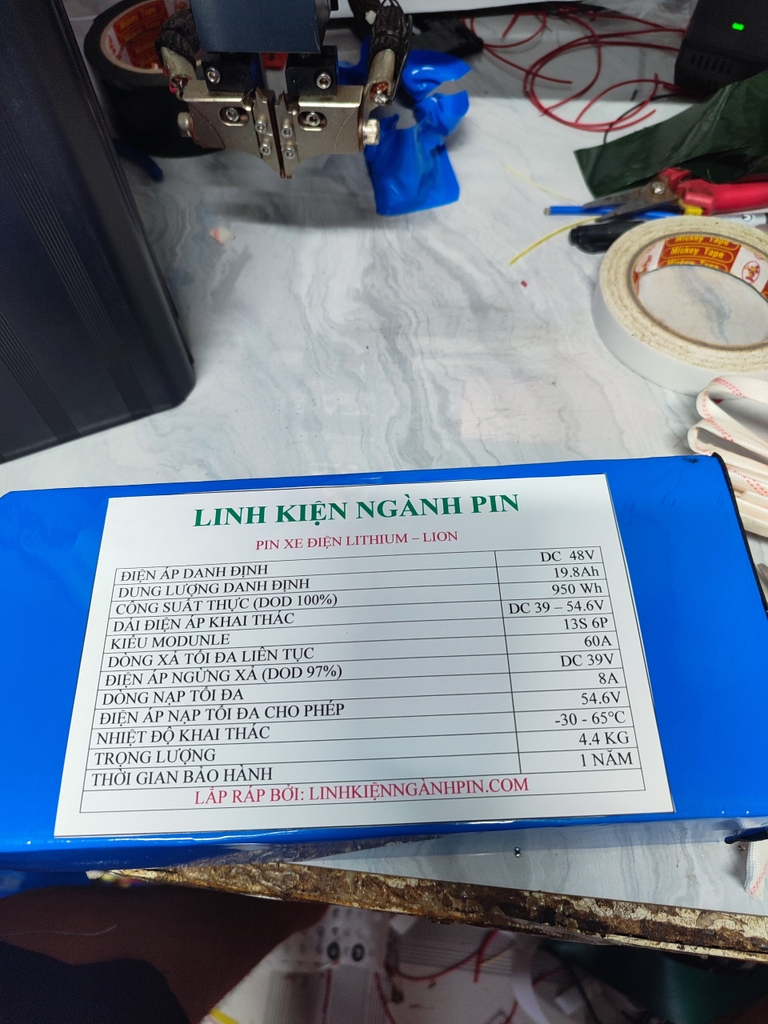 Mickey Tape
Mickey Tape
Mickey Tape
LINH KIỆN NGÀNH PIN
PIN XE ĐIỆN LITHIUM – LION
ĐIỆN ÁP DANH ĐỊNH DC 48V
DUNG LƯỢNG DANH ĐỊNH 19.8Ah
CÔNG SUẤT THỰC (DOD 100%) 950 Wh
DẢI ĐIỆN ÁP KHAI THÁC DC 39 – 54.6V
KIỂU MODUNLE 13S 6P
DÒNG XẢ TỐI ĐA LIÊN TỤC 60A
ĐIỆN ÁP NGỪNG XẢ (DOD 97%) DC 39V
DÒNG NẠP TỐI ĐA 8A
ĐIỆN ÁP NẠP TỐI ĐA CHO PHÉP 54.6V
NHIỆT ĐỘ KHAI THÁC -30 - 65°C
TRỌNG LƯỢNG 4.4 KG
THỜI GIAN BẢO HÀNH 1 NĂM
LẮP RÁP BỞI: LINHKIỆNNGÀNHPIN.COM